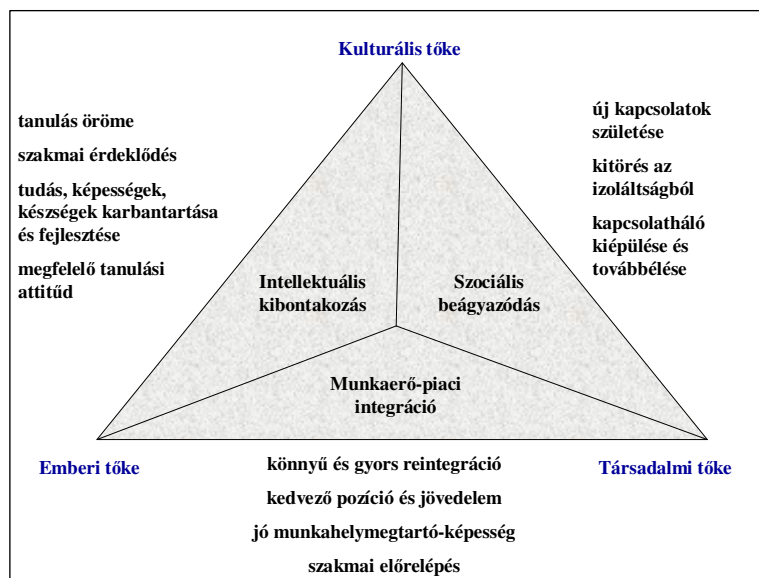 Kulturális tőke
tanulás öröme
szakmai érdeklődés
tudás, képességek,
készségek karbantartása
és fejlesztése
megfelelő tanulási
attitűd
új kapcsolatok
születése
kitörés az
izoláltságból
kapcsolatháló
kiépülése és
továbbélése
Intellektuális
kibontakozás
Szociális
beágyazódás
Munkaerő-piaci
integráció
Emberi tőke
Társadalmi tőke
könnyű és gyors reintegráció
kedvező pozíció és jövedelem
jó munkahelymegtartó-képesség
szakmai előrelépés